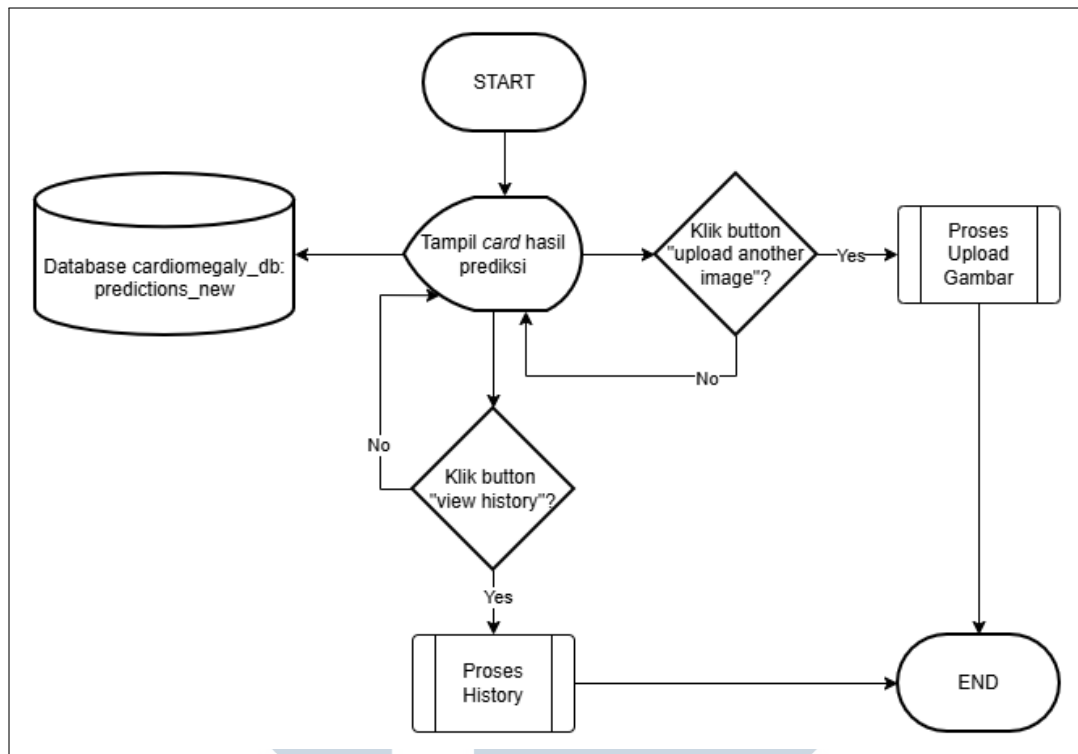 START
Tampil card hasil
prediksi
Database cardiomegaly_db:
predictions_new
Klik button
"upload another
image"?
Yes
Proses
Upload
Gambar
No
No
Klik button
"view history"?
Yes
Proses
History
END